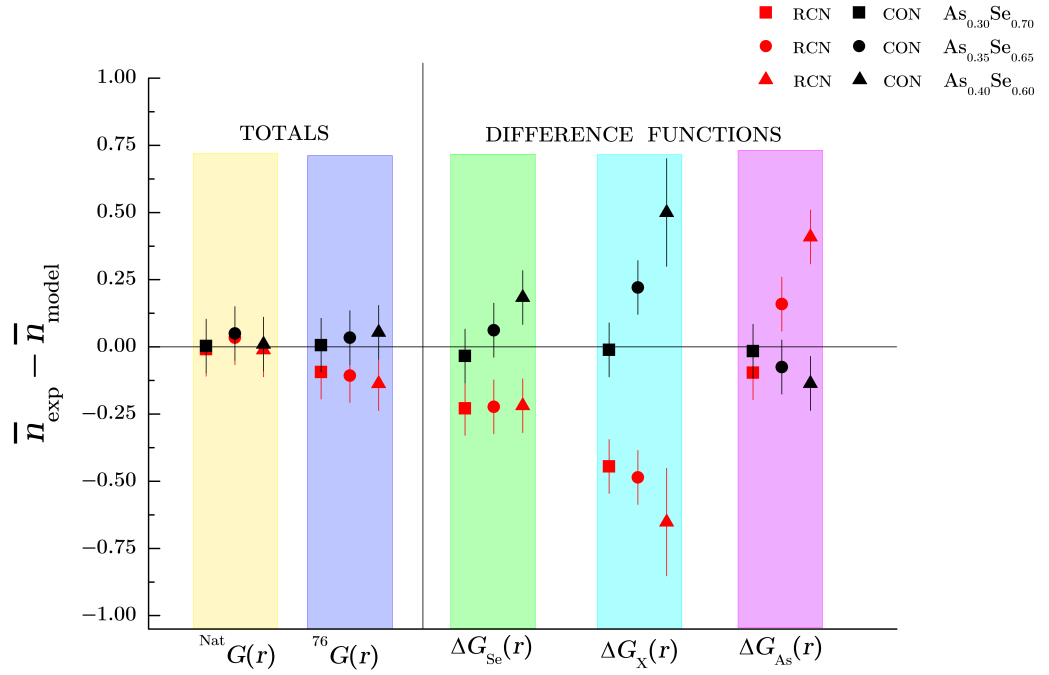 RCN CON As0.30Se0.70
RCN CON As0.35Se0.65
RCN CON As0.40Se0.60
TOTALS
DIFFERENCE FUNCTIONS
1.00
0.75
0.50
0.25
0.00
−0.25
−0.50
−0.75
−1.00
n̅exp − n̅model
NatG(r)
76G(r)
ΔGSe(r)
ΔGX(r)
ΔGAs(r)